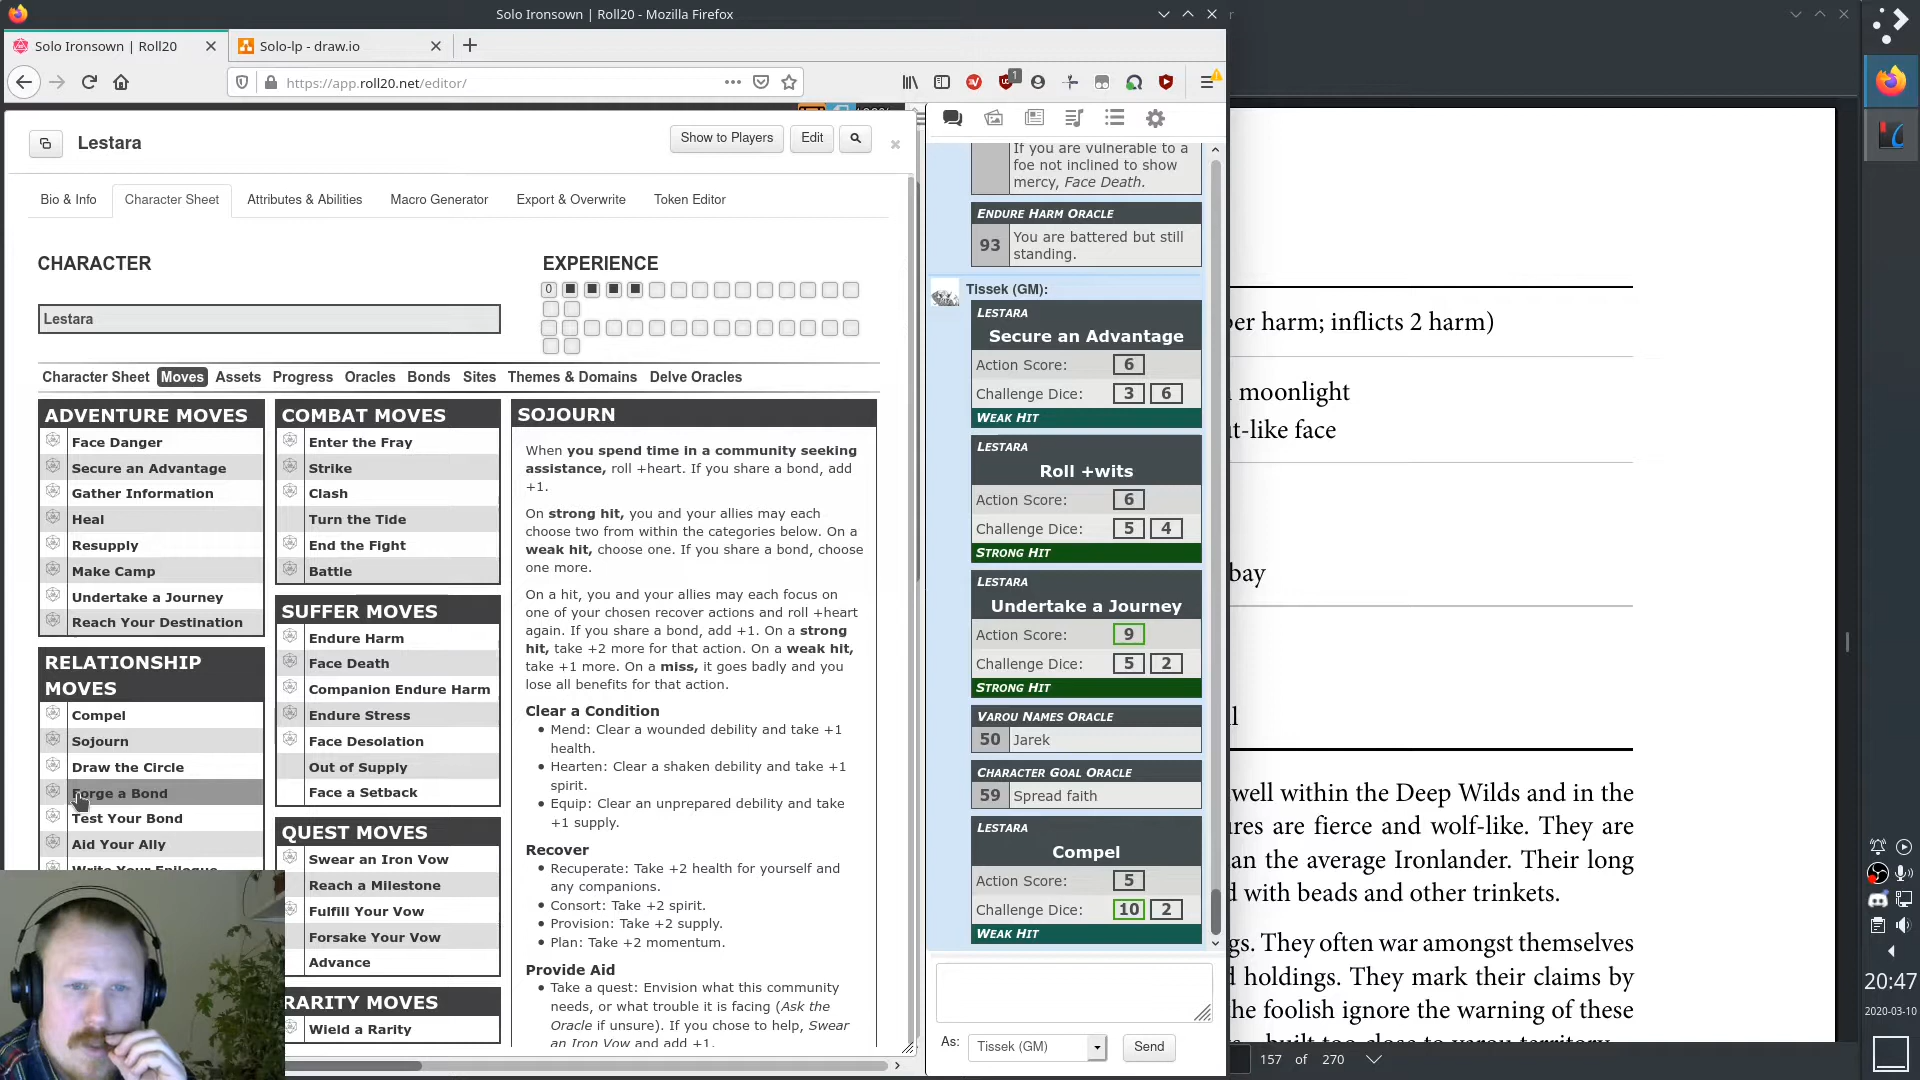 Solo Ironsown | Roll20 - Mozilla Firefox
Solo Ironsown | Roll20
Solo-lp - draw.io
https://app.roll20.net/editor/
1
Lestara
Show to Players
Edit
Bio & Info
Character Sheet
Attributes & Abilities
Macro Generator
Export & Overwrite
Token Editor
CHARACTER
Lestara
EXPERIENCE
0
Character Sheet
Moves
Assets
Progress
Oracles
Bonds
Sites
Themes & Domains
Delve Oracles
ADVENTURE MOVES
Face Danger
Secure an Advantage
Gather Information
Heal
Resupply
Make Camp
Undertake a Journey
Reach Your Destination
RELATIONSHIP
MOVES
Compel
Sojourn
Draw the Circle
Forge a Bond
Test Your Bond
Aid Your Ally
Write Your Epilogue
COMBAT MOVES
Enter the Fray
Strike
Clash
Turn the Tide
End the Fight
Battle
SUFFER MOVES
Endure Harm
Face Death
Companion Endure Harm
Endure Stress
Face Desolation
Out of Supply
Face a Setback
QUEST MOVES
Swear an Iron Vow
Reach a Milestone
Fulfill Your Vow
Forsake Your Vow
Advance
RARITY MOVES
Wield a Rarity
SOJOURN
When you spend time in a community seeking
assistance, roll +heart. If you share a bond, add
+1.
On strong hit, you and your allies may each
choose two from within the categories below. On a
weak hit, choose one. If you share a bond, choose
one more.
On a hit, you and your allies may each focus on
one of your chosen recover actions and roll +heart
again. If you share a bond, add +1. On a strong
hit, take +2 more for that action. On a weak hit,
take +1 more. On a miss, it goes badly and you
lose all benefits for that action.
Clear a Condition
• Mend: Clear a wounded debility and take +1
health.
• Hearten: Clear a shaken debility and take +1
spirit.
• Equip: Clear an unprepared debility and take
+1 supply.
Recover
• Recuperate: Take +2 health for yourself and
any companions.
• Consort: Take +2 spirit.
• Provision: Take +2 supply.
• Plan: Take +2 momentum.
Provide Aid
• Take a quest: Envision what this community
needs, or what trouble it is facing (Ask the
Oracle if unsure). If you chose to help, Swear
an Iron Vow and add +1.
If you are vulnerable to a
foe not inclined to show
mercy, Face Death.
ENDURE HARM ORACLE
93
You are battered but still
standing.
Tissek (GM):
LESTARA
Secure an Advantage
Action Score: 6
Challenge Dice: 3 6
WEAK HIT
LESTARA
Roll +wits
Action Score: 6
Challenge Dice: 5 4
STRONG HIT
LESTARA
Undertake a Journey
Action Score: 9
Challenge Dice: 5 2
STRONG HIT
VAROU NAMES ORACLE
50 Jarek
CHARACTER GOAL ORACLE
59 Spread faith
LESTARA
Compel
Action Score: 5
Challenge Dice: 10 2
WEAK HIT
As:
Tissek (GM)
Send
per harm; inflicts 2 harm)
moonlight
t-like face
bay
well within the Deep Wilds and in the
res are fierce and wolf-like. They are
an the average Ironlander. Their long
d with beads and other trinkets.
gs. They often war amongst themselves
d holdings. They mark their claims by
he foolish ignore the warning of these
built too close to varou territory
157 of 270
20:47
2020-03-10